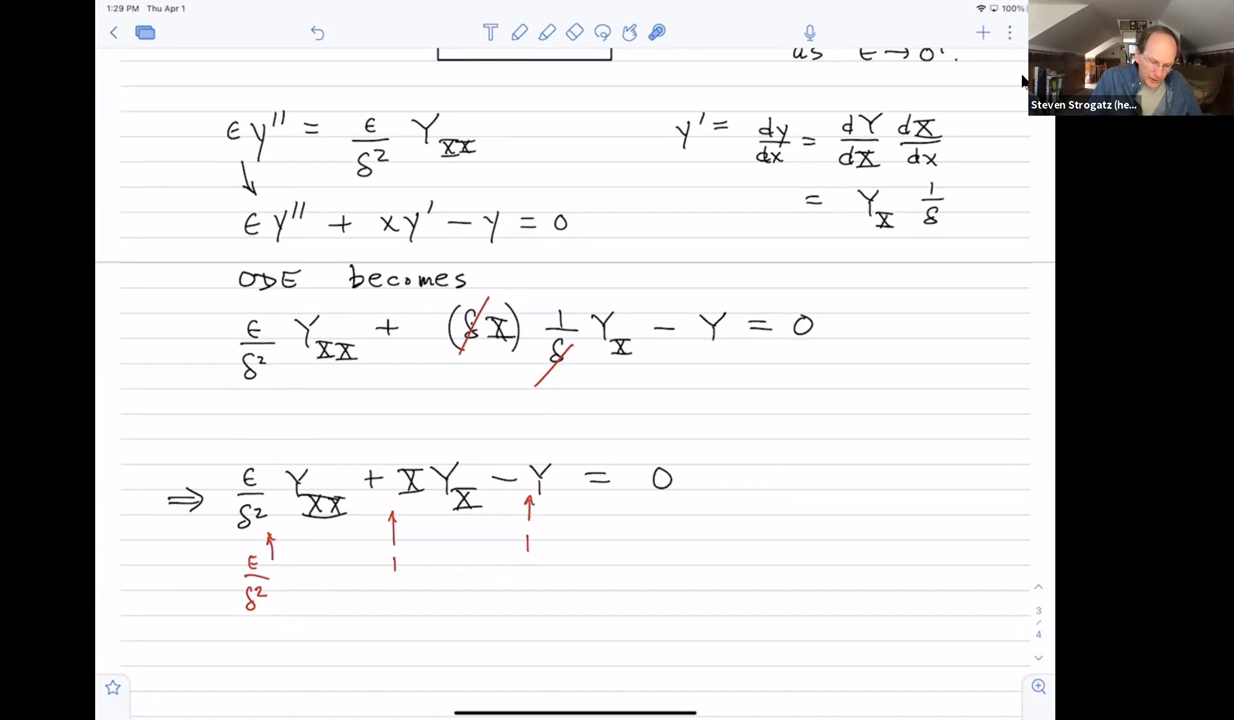 1:29 PM Thu Apr 1
100%
us ε → 0⁺.
Steven Strogatz (he...
εy'' = ε/δ² Y_XX
y' = dy/dx = dY/dX dX/dx
= Y_X 1/δ
εy'' + xy' − y = 0
ODE becomes
ε/δ² Y_XX + (δX) 1/δ Y_X − Y = 0
⇒ ε/δ² Y_XX + X Y_X − Y = 0
ε/δ² 1 1
3
/
4